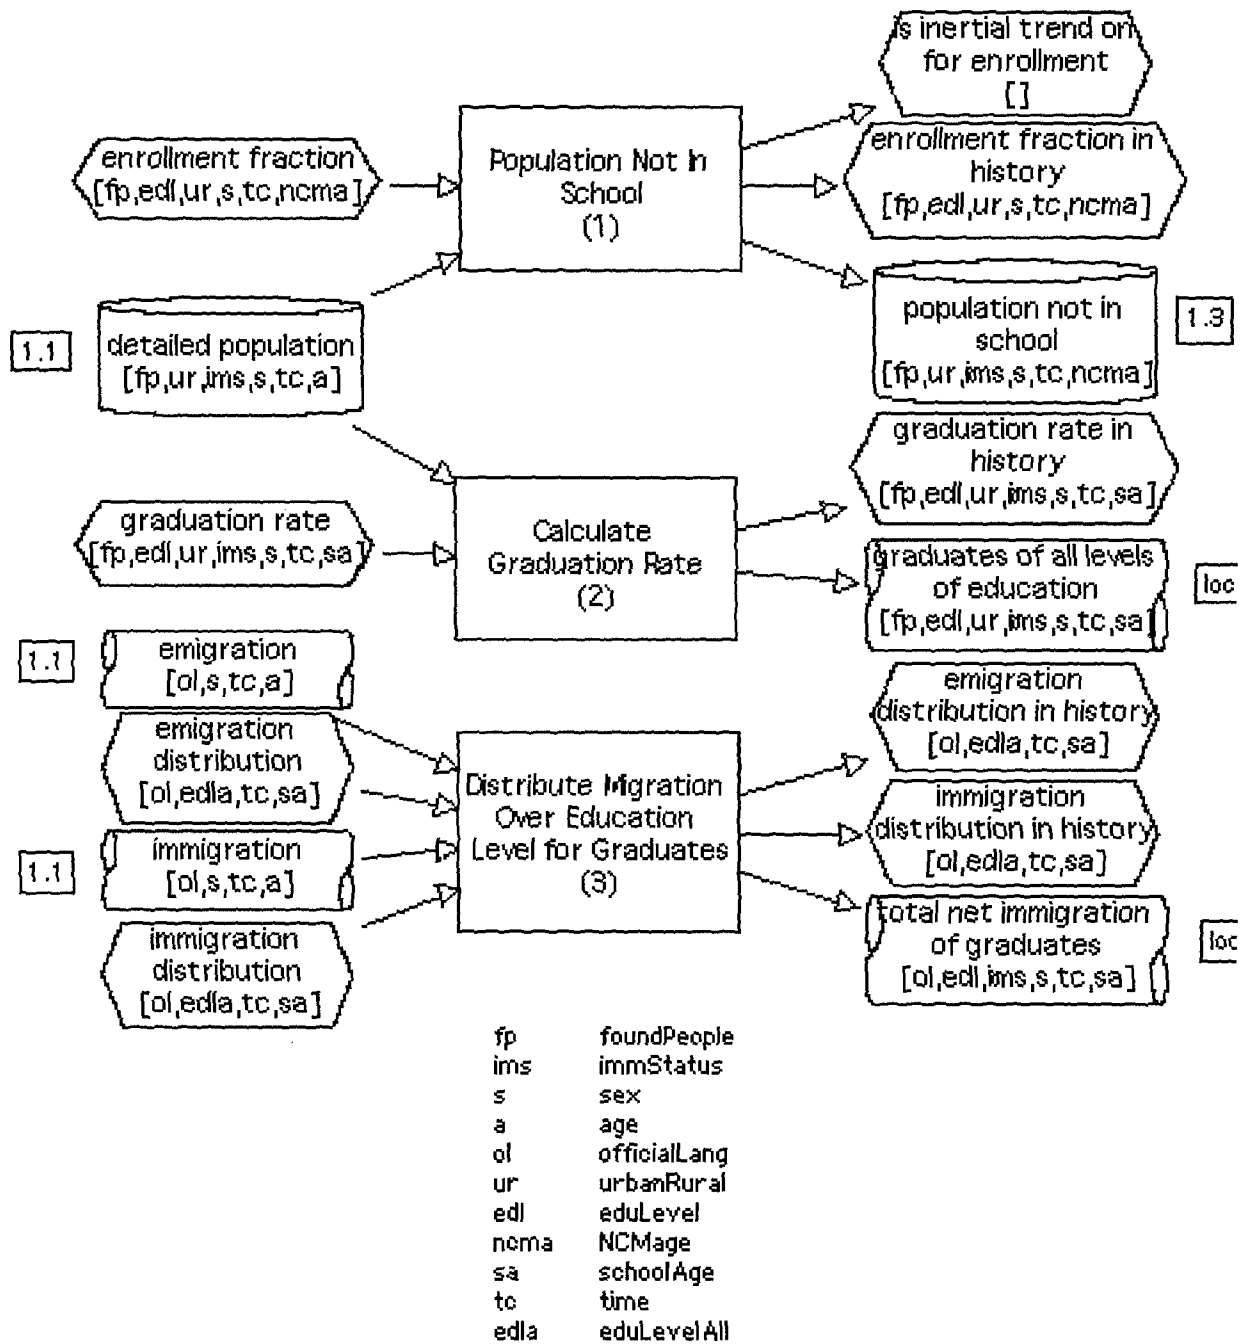 is inertial trend on
for enrollment
[]
enrollment fraction
[fp,edl,ur,s,tc,ncma]
Population Not In
School
(1)
enrollment fraction in
history
[fp,edl,ur,s,tc,ncma]
1.1
detailed population
[fp,ur,ims,s,tc,a]
population not in
school
[fp,ur,ims,s,tc,ncma]
1.3
graduation rate
[fp,edl,ur,ims,s,tc,sa]
Calculate
Graduation Rate
(2)
graduation rate in
history
[fp,edl,ur,ims,s,tc,sa]
graduates of all levels
of education
[fp,edl,ur,ims,s,tc,sa]
loc
1.1
emigration
[ol,s,tc,a]
emigration
distribution
[ol,edla,tc,sa]
1.1
immigration
[ol,s,tc,a]
immigration
distribution
[ol,edla,tc,sa]
Distribute Migration
Over Education
Level for Graduates
(3)
emigration
distribution in history
[ol,edla,tc,sa]
immigration
distribution in history
[ol,edla,tc,sa]
total net immigration
of graduates
[ol,edl,ims,s,tc,sa]
loc
fp foundPeople
ims immStatus
s sex
a age
ol officialLang
ur urbanRural
edl eduLevel
ncma NCMage
sa schoolAge
tc time
edla eduLevelAll